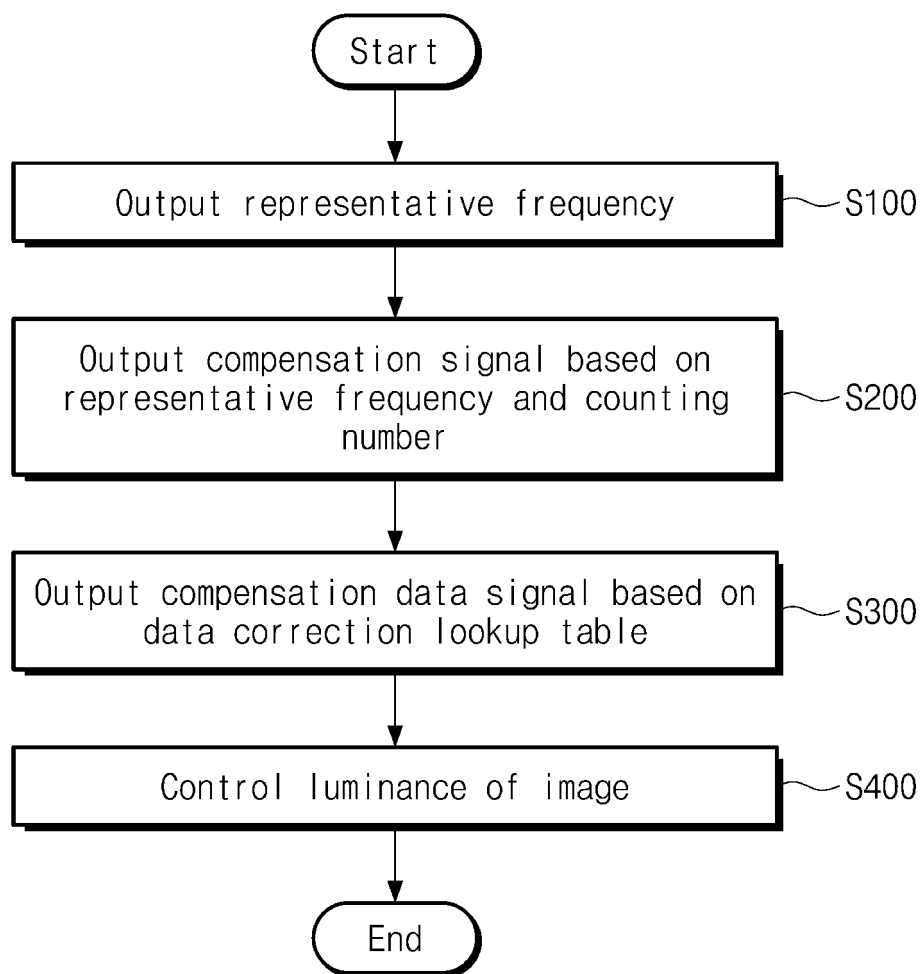 Start
Output representative frequency
S100
Output compensation signal based on
representative frequency and counting
number
S200
Output compensation data signal based on
data correction lookup table
S300
Control luminance of image
S400
End